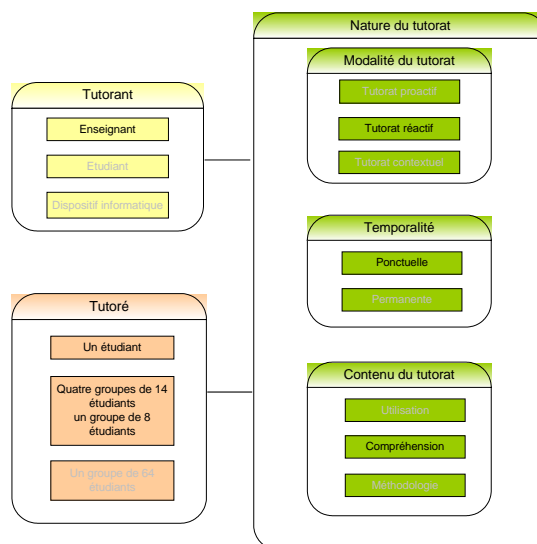 Nature du tutorat
Modalité du tutorat
Tutorat proactif
Tutorat réactif
Tutorat contextuel
Tutorant
Enseignant
Etudiant
Dispositif informatique
Temporalité
Ponctuelle
Permanente
Tutoré
Un étudiant
Quatre groupes de 14
étudiants
un groupe de 8
étudiants
Un groupe de 64
étudiants
Contenu du tutorat
Utilisation
Compréhension
Méthodologie